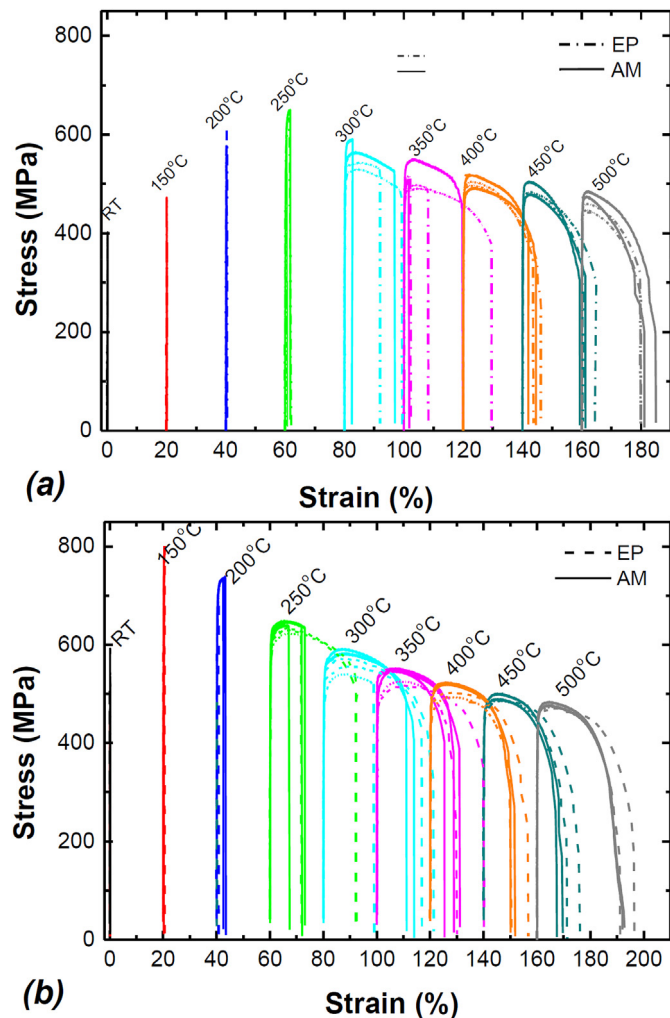 800
600
400
200
0
Stress (MPa)
RT
150°C
200°C
250°C
300°C
350°C
400°C
450°C
500°C
EP
AM
0 20 40 60 80 100 120 140 160 180
(a)
Strain (%)
800
600
400
200
0
Stress (MPa)
RT
150°C
200°C
250°C
300°C
350°C
400°C
450°C
500°C
EP
AM
0 20 40 60 80 100 120 140 160 180 200
(b)
Strain (%)